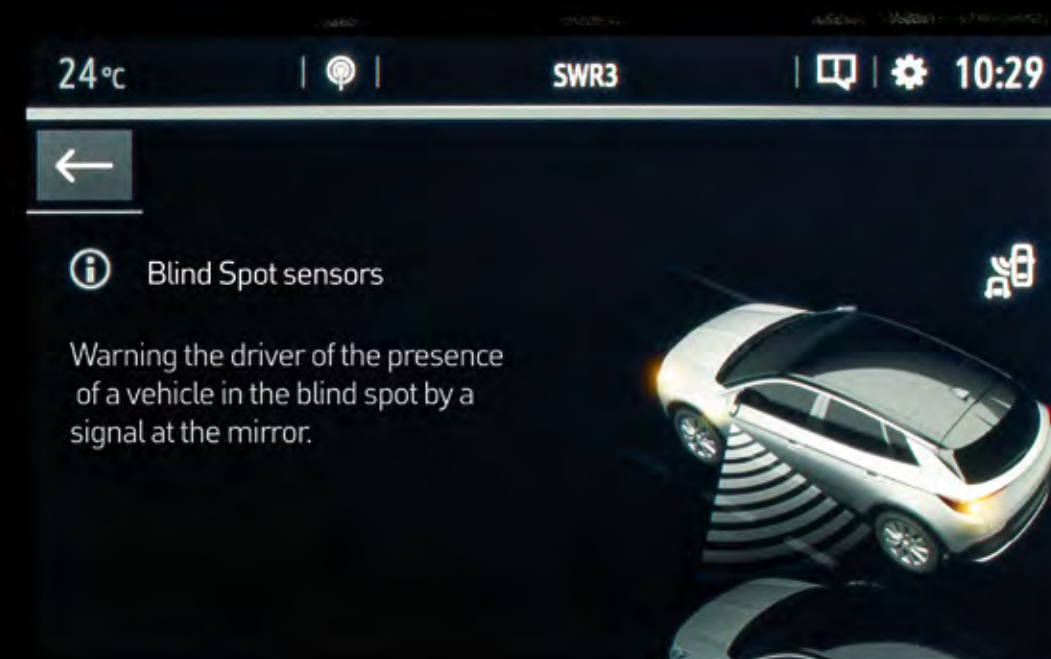 24°C
SWR3
10:29
Blind Spot sensors
Warning the driver of the presence
of a vehicle in the blind spot by a
signal at the mirror.